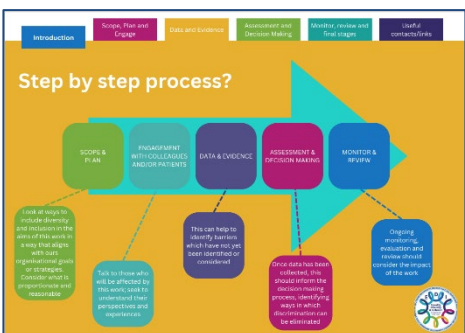 Introduction
Scope, Plan and
Engage
Data and Evidence
Assessment and
Decision Making
Monitor, review and
final stages
Useful
contacts/links
Step by step process?
SCOPE &
PLAN
ENGAGEMENT
WITH COLLEAGUES
AND/OR PATIENTS
DATA & EVIDENCE
ASSESSMENT &
DECISION MAKING
MONITOR &
REVIEW
Look at ways to
include diversity
and inclusion in the
aims of this work in
a way that aligns
with ours
organisational goals
or strategies.
Consider what is
proportionate and
reasonable
Talk to those who
will be affected by
this work; seek to
understand their
perspectives and
experiences.
This can help to
identify barriers
which have not yet
been identified or
considered
Once data has been
collected, this
should inform the
decision making
process, identifying
ways in which
discrimination can
be eliminated
Ongoing
monitoring,
evaluation and
review should
consider the impact
of the work